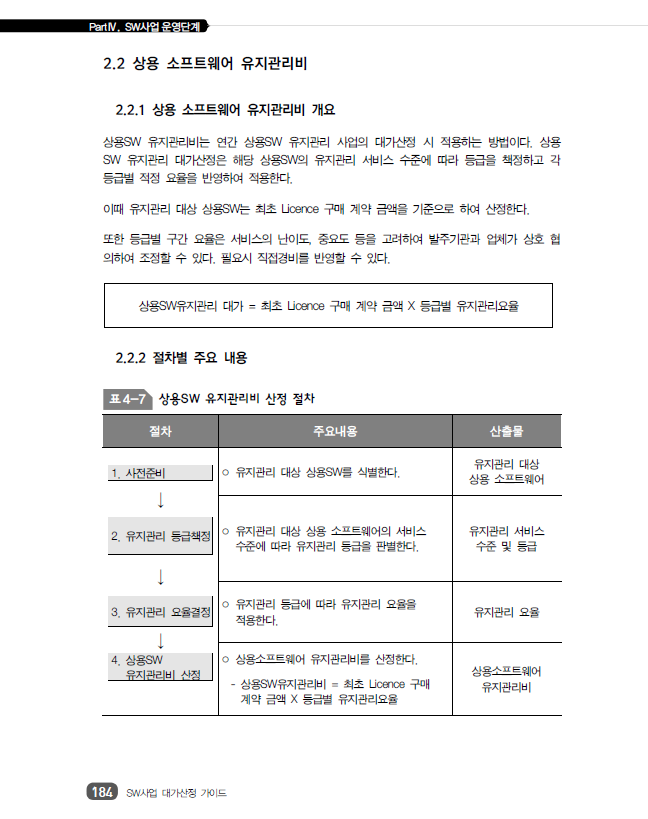 PartⅣ. SW사업 운영단계
2.2 상용 소프트웨어 유지관리비
2.2.1 상용 소프트웨어 유지관리비 개요
상용SW 유지관리비는 연간 상용SW 유지관리 사업의 대가산정 시 적용하는 방법이다. 상용
SW 유지관리 대가산정은 해당 상용SW의 유지관리 서비스 수준에 따라 등급을 책정하고 각
등급별 적정 요율을 반영하여 적용한다.
이때 유지관리 대상 상용SW는 최초 Licence 구매 계약 금액을 기준으로 하여 산정한다.
또한 등급별 구간 요율은 서비스의 난이도, 중요도 등을 고려하여 발주기관과 업체가 상호 협
의하여 조정할 수 있다. 필요시 직접경비를 반영할 수 있다.
상용SW유지관리 대가 = 최초 Licence 구매 계약 금액 X 등급별 유지관리요율
2.2.2 절차별 주요 내용
표 4-7 상용SW 유지관리비 산정 절차
절차 주요내용 산출물
1. 사전준비
○ 유지관리 대상 상용SW를 식별한다.
유지관리 대상
상용 소프트웨어
↓
2. 유지관리 등급책정
○ 유지관리 대상 상용 소프트웨어의 서비스
수준에 따라 유지관리 등급을 판별한다.
유지관리 서비스
수준 및 등급
↓
3. 유지관리 요율결정
○ 유지관리 등급에 따라 유지관리 요율을
적용한다.
유지관리 요율
↓
4. 상용SW
유지관리비 산정
○ 상용소프트웨어 유지관리비를 산정한다.
- 상용SW유지관리비 = 최초 Licence 구매
계약 금액 X 등급별 유지관리요율
상용소프트웨어
유지관리비
184 SW사업 대가산정 가이드